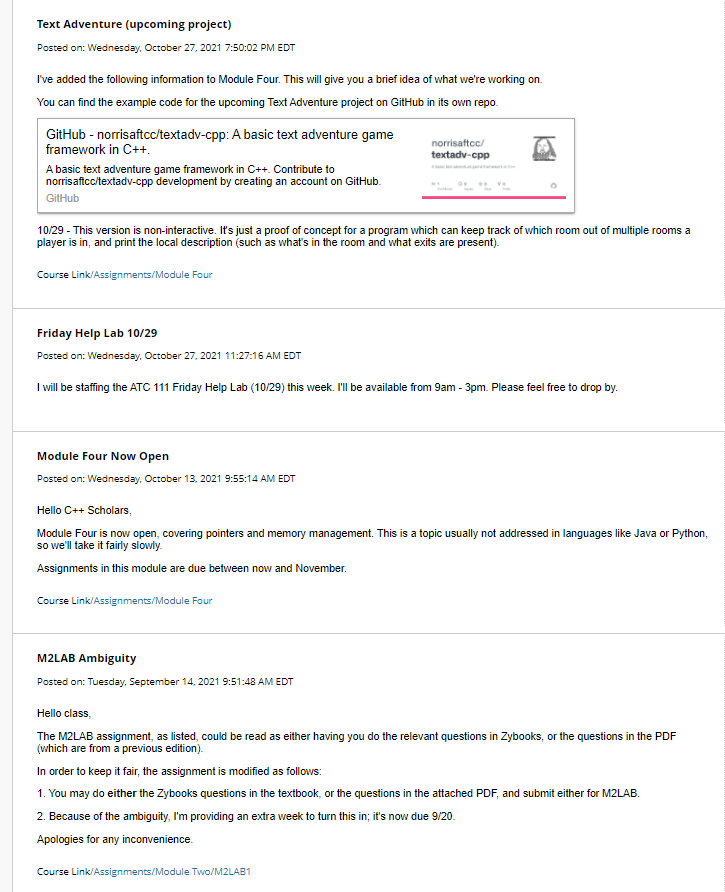 Text Adventure (upcoming project)
Posted on: Wednesday, October 27, 2021 7:50:02 PM EDT
I've added the following information to Module Four. This will give you a brief idea of what we're working on.
You can find the example code for the upcoming Text Adventure project on GitHub in its own repo.
GitHub - norrisaftcc/textadv-cpp: A basic text adventure game
framework in C++.
A basic text adventure game framework in C++. Contribute to
norrisaftcc/textadv-cpp development by creating an account on GitHub.
GitHub
norrisaftcc/
textadv-cpp
10/29 - This version is non-interactive. It's just a proof of concept for a program which can keep track of which room out of multiple rooms a
player is in, and print the local description (such as what's in the room and what exits are present).
Course Link/Assignments/Module Four
Friday Help Lab 10/29
Posted on: Wednesday, October 27, 2021 11:27:16 AM EDT
I will be staffing the ATC 111 Friday Help Lab (10/29) this week. I'll be available from 9am - 3pm. Please feel free to drop by.
Module Four Now Open
Posted on: Wednesday, October 13, 2021 9:55:14 AM EDT
Hello C++ Scholars,
Module Four is now open, covering pointers and memory management. This is a topic usually not addressed in languages like Java or Python,
so we'll take it fairly slowly.
Assignments in this module are due between now and November.
Course Link/Assignments/Module Four
M2LAB Ambiguity
Posted on: Tuesday, September 14, 2021 9:51:48 AM EDT
Hello class,
The M2LAB assignment, as listed, could be read as either having you do the relevant questions in Zybooks, or the questions in the PDF
(which are from a previous edition).
In order to keep it fair, the assignment is modified as follows:
1. You may do either the Zybooks questions in the textbook, or the questions in the attached PDF, and submit either for M2LAB.
2. Because of the ambiguity, I'm providing an extra week to turn this in; it's now due 9/20.
Apologies for any inconvenience.
Course Link/Assignments/Module Two/M2LAB1